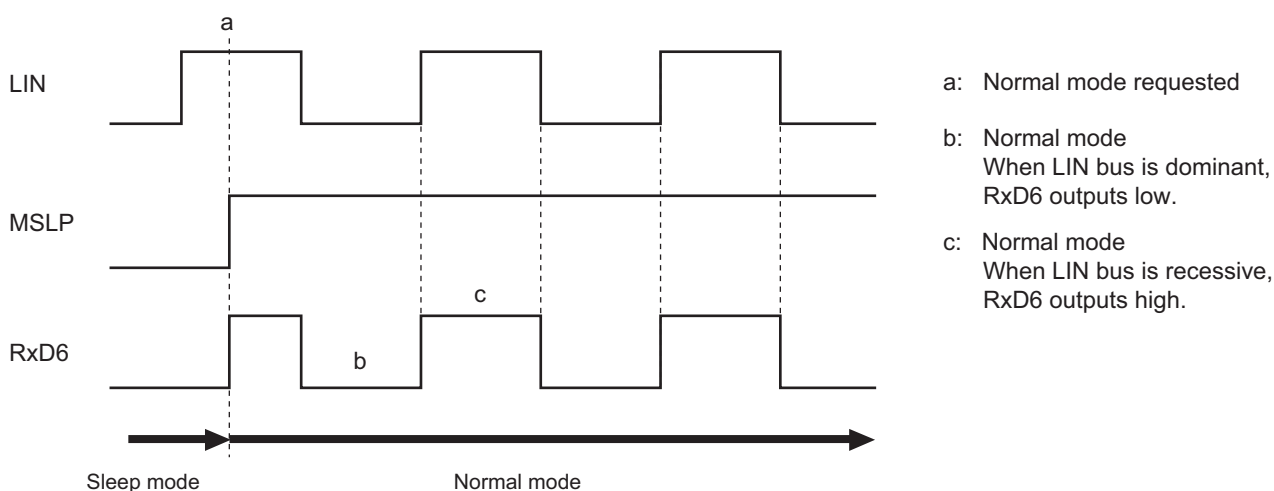 a
LIN
MSLP
RxD6
c
b
Sleep mode
Normal mode
a: Normal mode requested
b: Normal mode
When LIN bus is dominant,
RxD6 outputs low.
c: Normal mode
When LIN bus is recessive,
RxD6 outputs high.